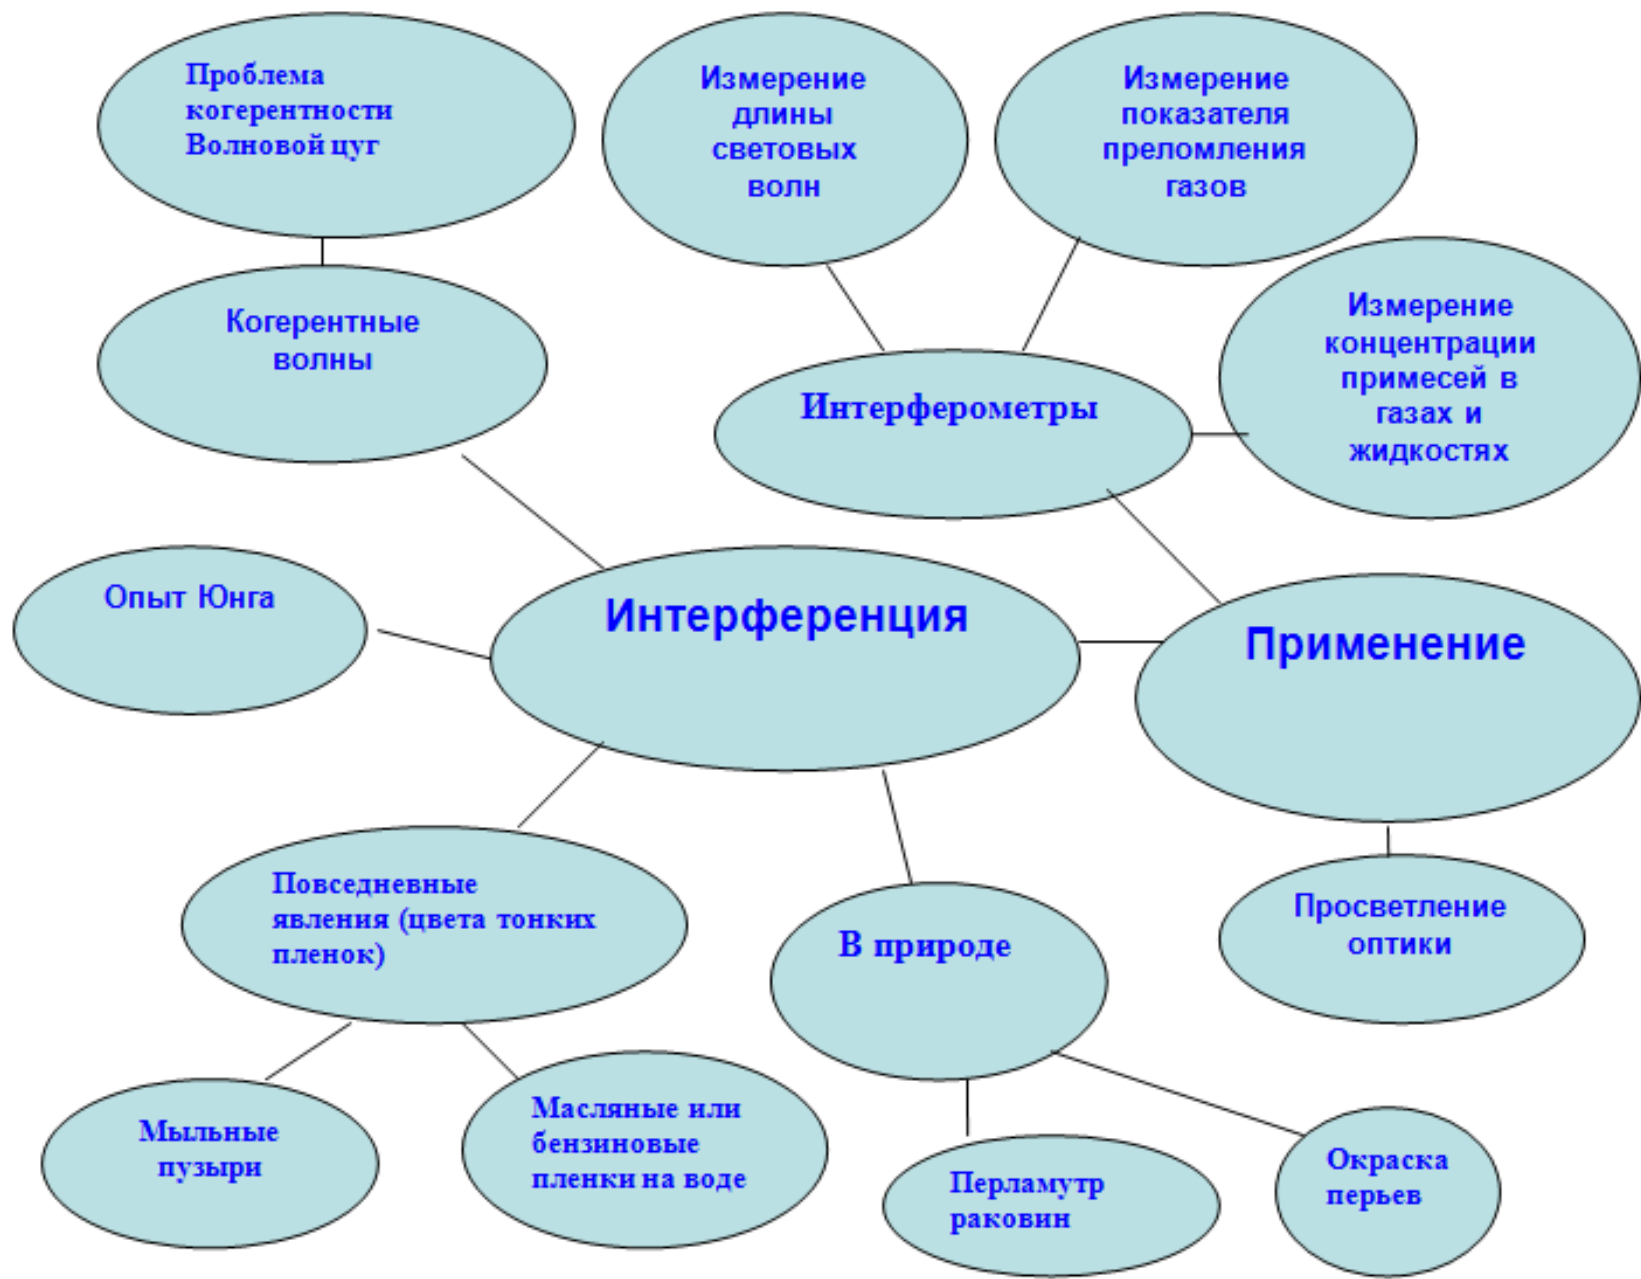 Проблема
когерентности
Волновой цуг
Измерение
длины
световых
волн
Измерение
показателя
преломления
газов
Когерентные
волны
Интерферометры
Измерение
концентрации
примесей в
газах и
жидкостях
Опыт Юнга
Интерференция
Применение
Повседневные
явления (цвета тонких
пленок)
В природе
Просветление
оптики
Мыльные
пузыри
Масляные или
бензиновые
пленки на воде
Перламутр
раковин
Окраска
перьев